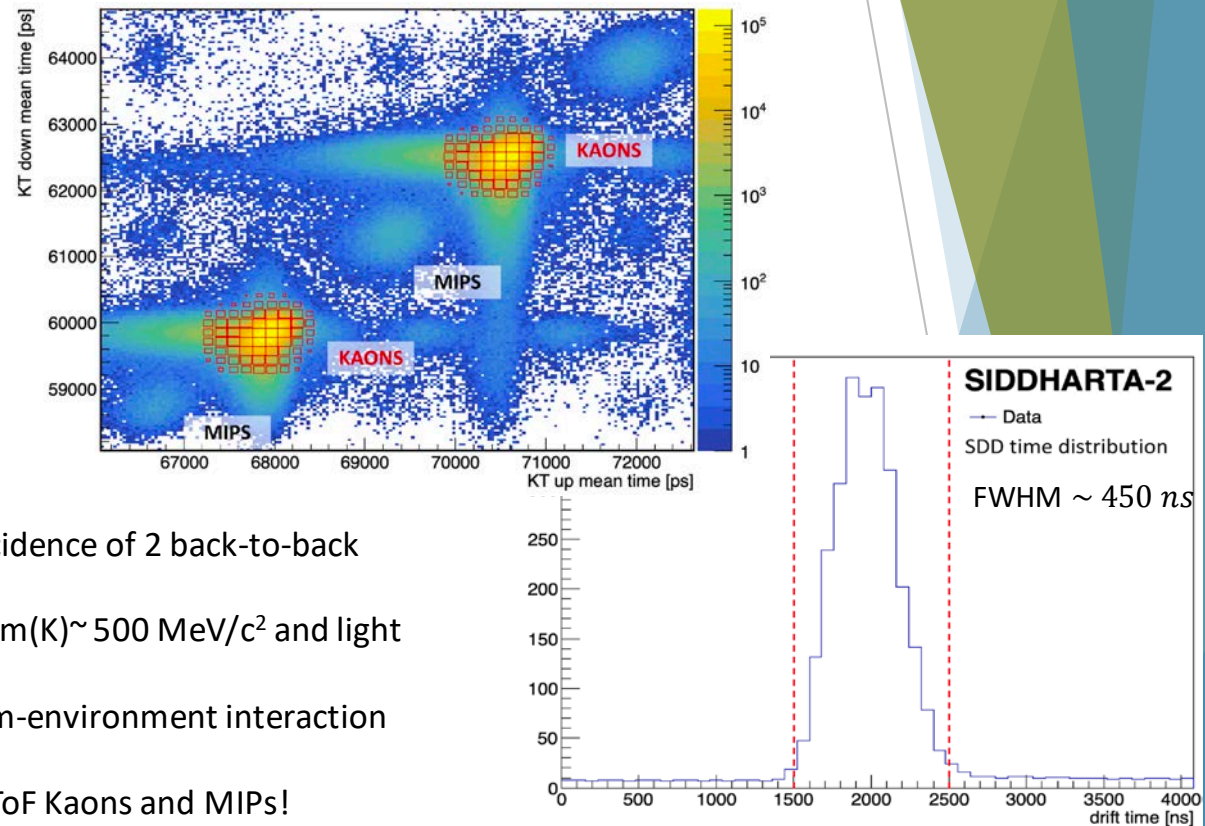 KT down mean time [ps]
64000
63000
62000
61000
60000
59000
KAONS
MIPS
KAONS
MIPS
10⁵
10⁴
10³
10²
10
1
67000 68000 69000 70000 71000 72000
KT up mean time [ps]
SIDDHARTA-2
Data
SDD time distribution
FWHM ~ 450 ns
250
200
150
100
50
0
0 500 1000 1500 2000 2500 3000 3500 4000
drift time [ns]
cidence of 2 back-to-back
m(K)~ 500 MeV/c² and light
m-environment interaction
ToF Kaons and MIPs!